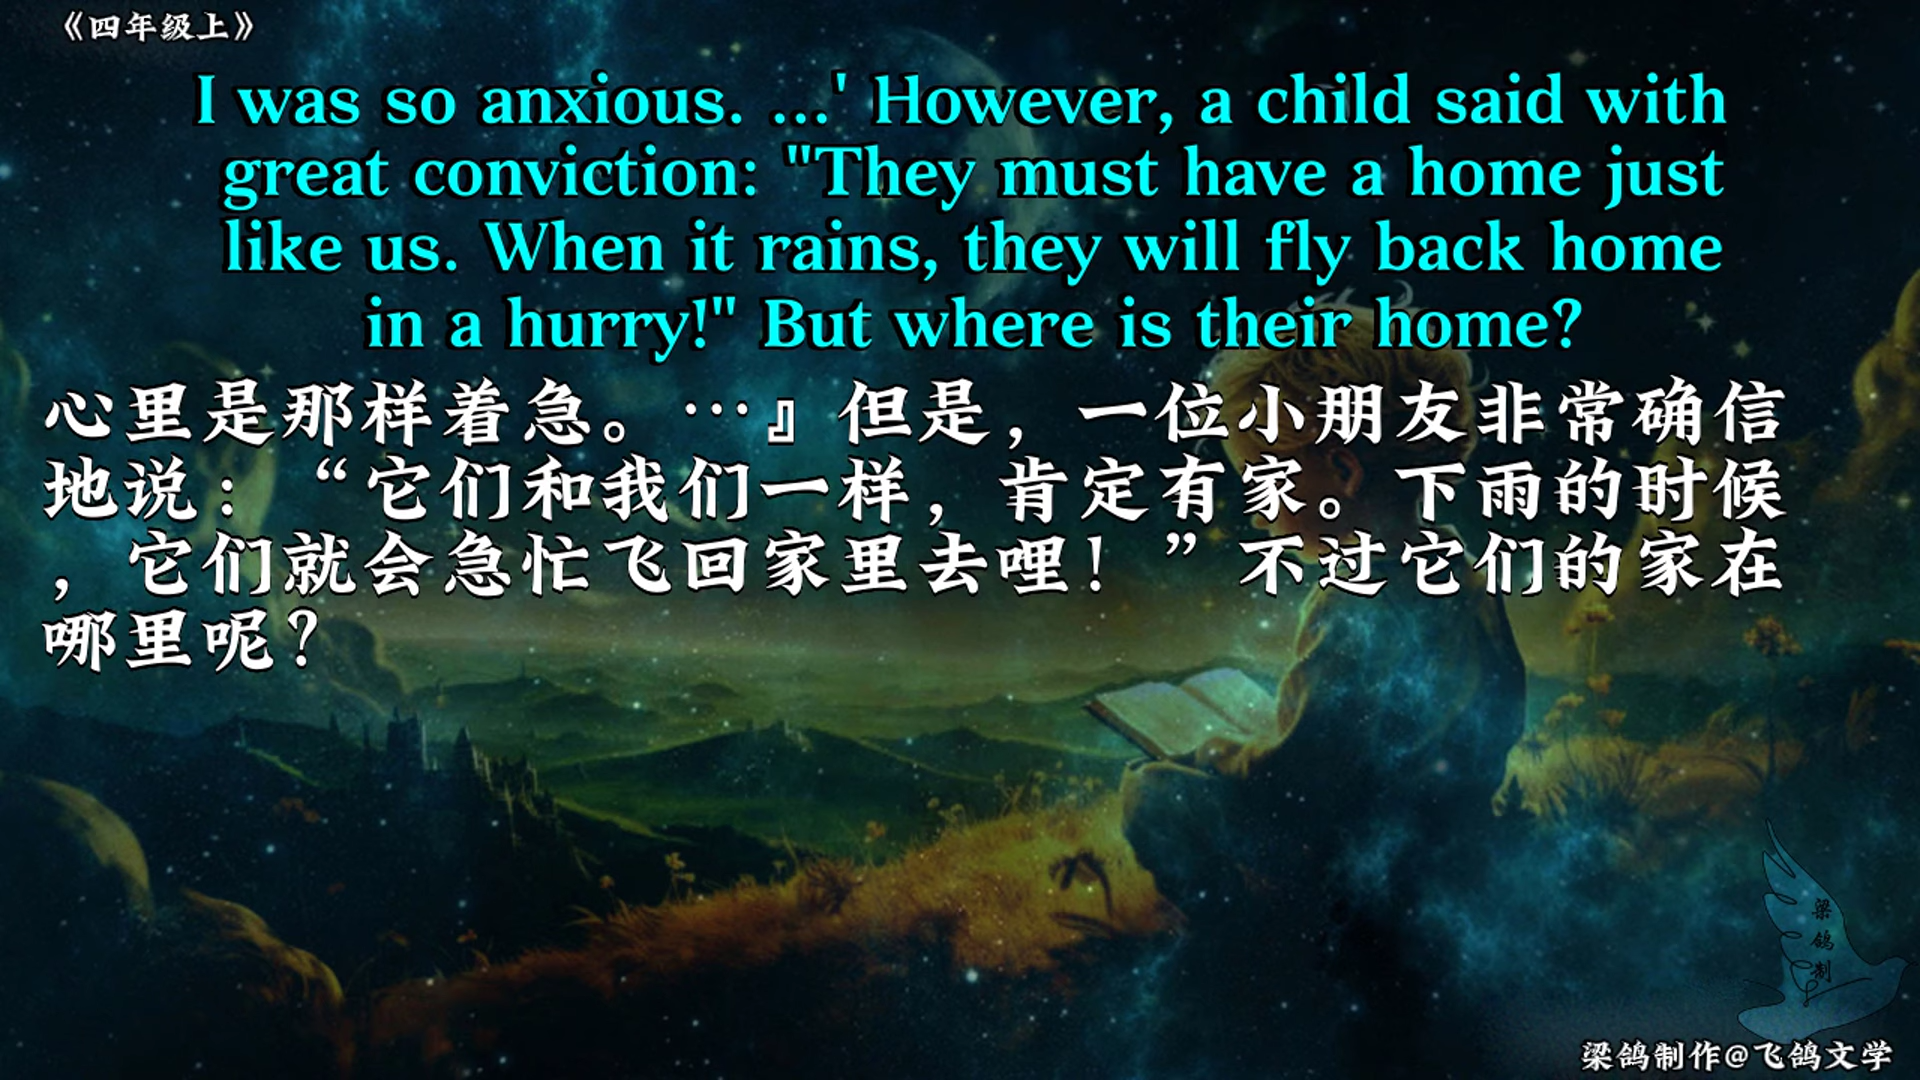 《四年级上》
I was so anxious. ...' However, a child said with
great conviction: "They must have a home just
like us. When it rains, they will fly back home
in a hurry!" But where is their home?
心里是那样着急。…』但是，一位小朋友非常确信
地说：“它们和我们一样，肯定有家。下雨的时候
，它们就会急忙飞回家里去哩！”不过它们的家在
哪里呢？
梁鸽制
梁鸽制作@飞鸽文学